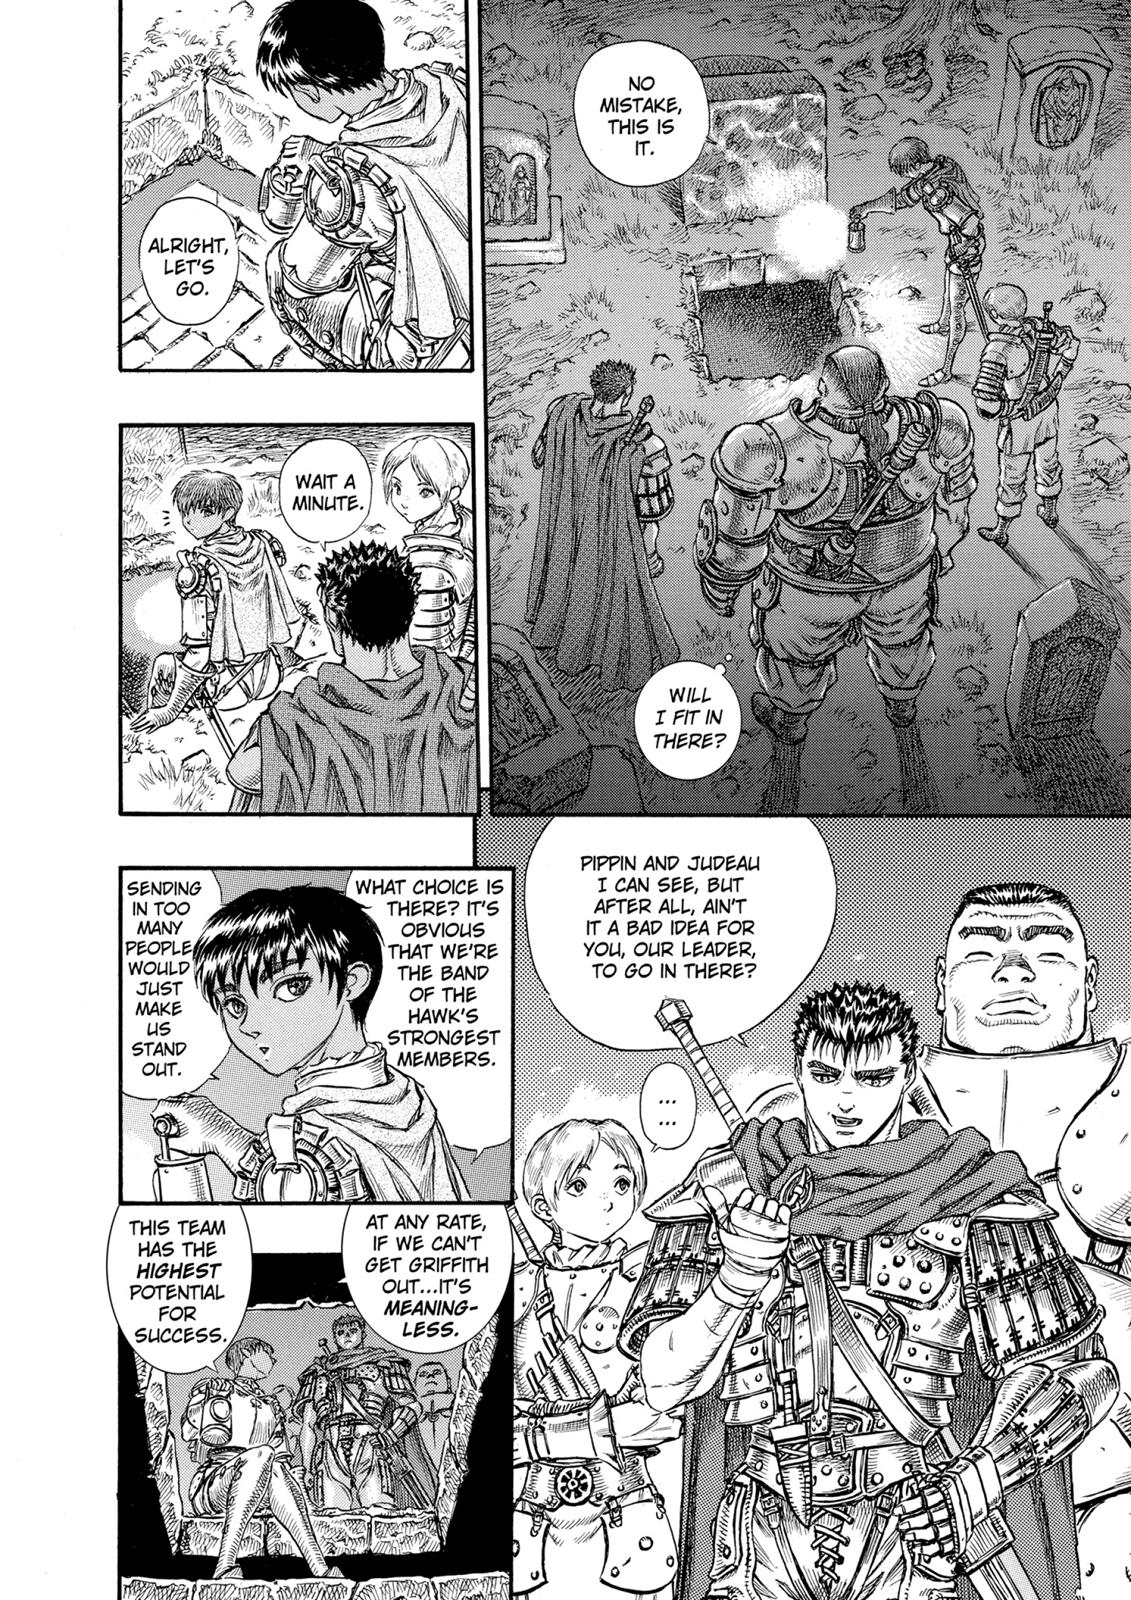 NO
MISTAKE,
THIS IS
IT.
WILL
I FIT IN
THERE?
ALRIGHT,
LET'S
GO.
WAIT A
MINUTE.
PIPPIN AND JUDEAU
I CAN SEE, BUT
AFTER ALL, AIN'T
IT A BAD IDEA FOR
YOU, OUR LEADER,
TO GO IN THERE?
...
...
WHAT CHOICE IS
THERE? IT'S
OBVIOUS
THAT WE'RE
THE BAND
OF THE
HAWK'S
STRONGEST
MEMBERS.
SENDING
IN TOO
MANY
PEOPLE
WOULD
JUST
MAKE
US
STAND
OUT.
AT ANY RATE,
IF WE CAN'T
GET GRIFFITH
OUT...IT'S
MEANING-
LESS.
THIS TEAM
HAS THE
HIGHEST
POTENTIAL
FOR
SUCCESS.